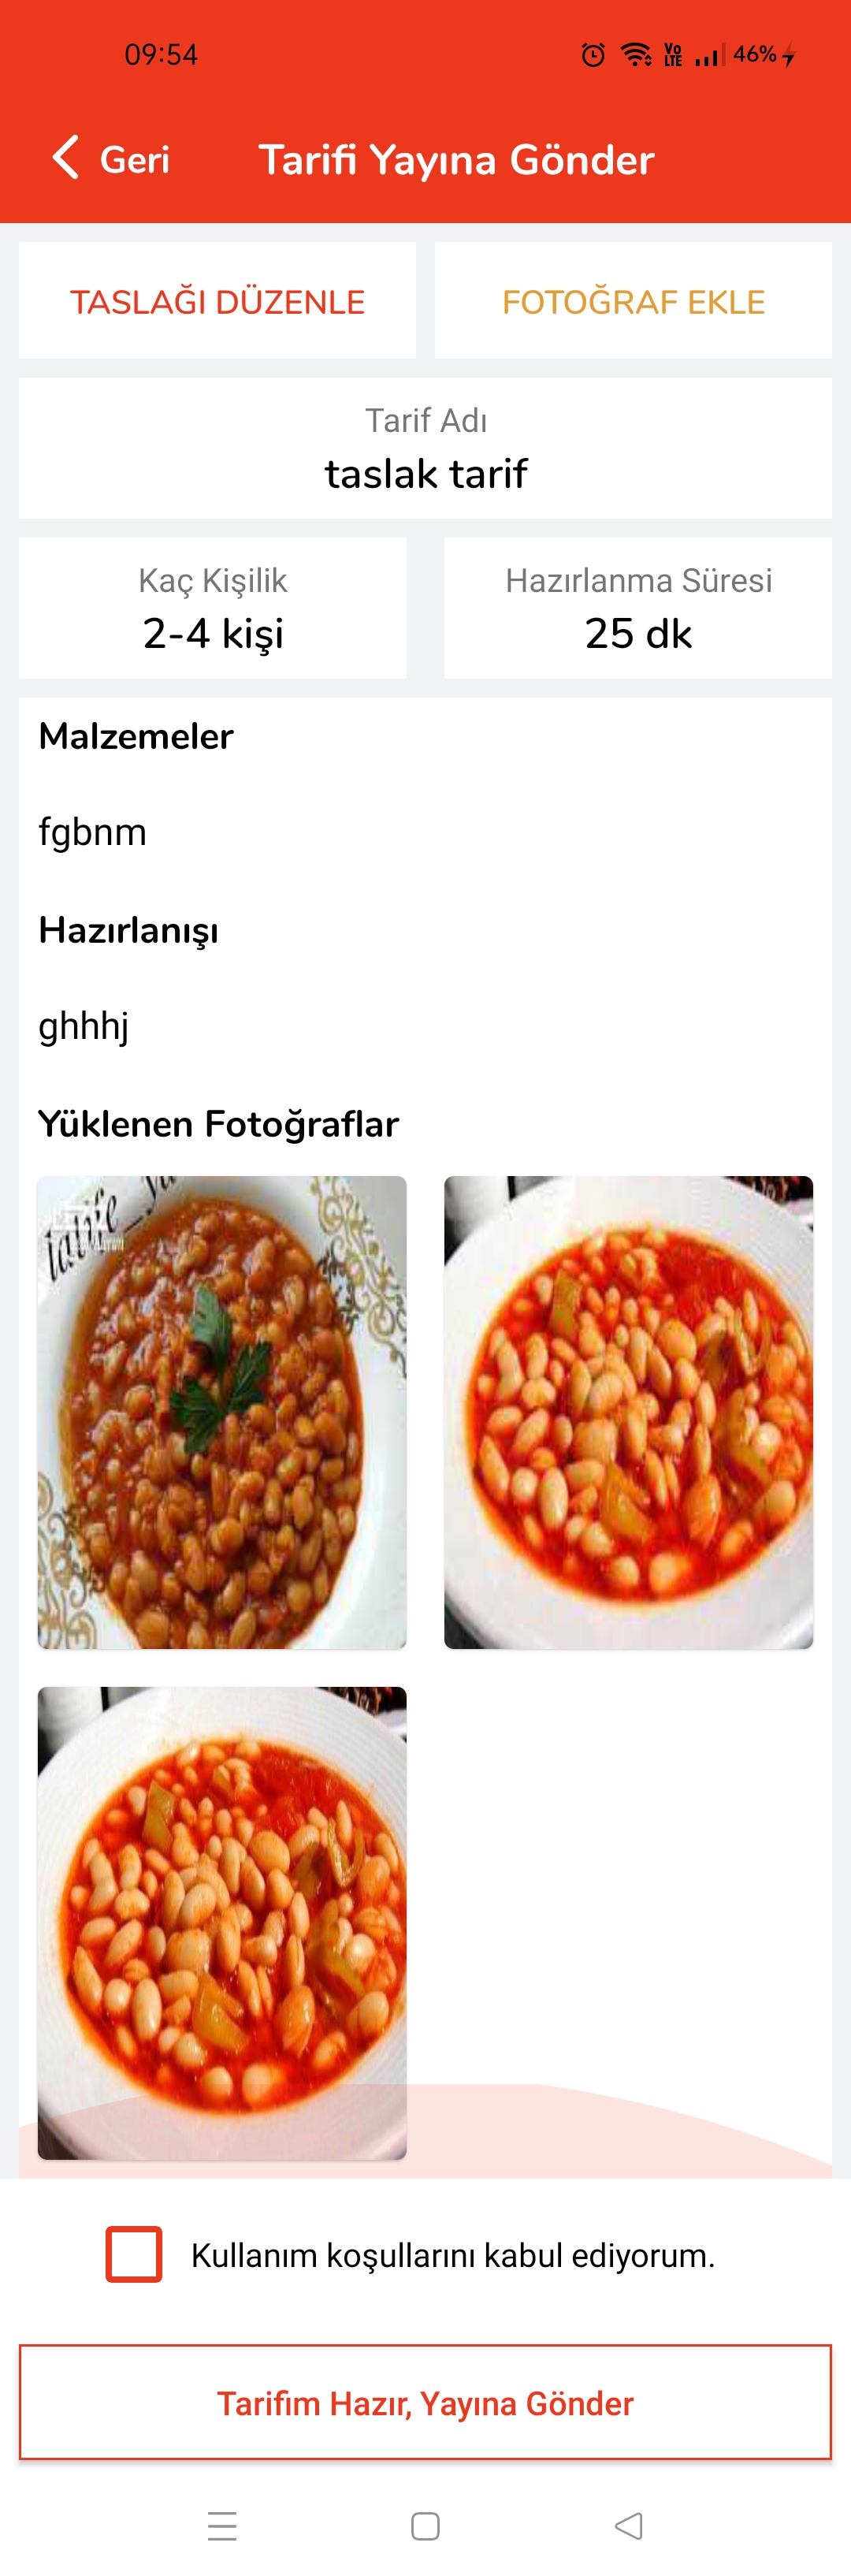 09:54
Vo
LTE
46%
Geri
Tarifi Yayına Gönder
TASLAĞI DÜZENLE
FOTOĞRAF EKLE
Tarif Adı
taslak tarif
Kaç Kişilik
2-4 kişi
Hazırlanma Süresi
25 dk
Malzemeler
fgbnm
Hazırlanışı
ghhhj
Yüklenen Fotoğraflar
Kullanım koşullarını kabul ediyorum.
Tarifim Hazır, Yayına Gönder